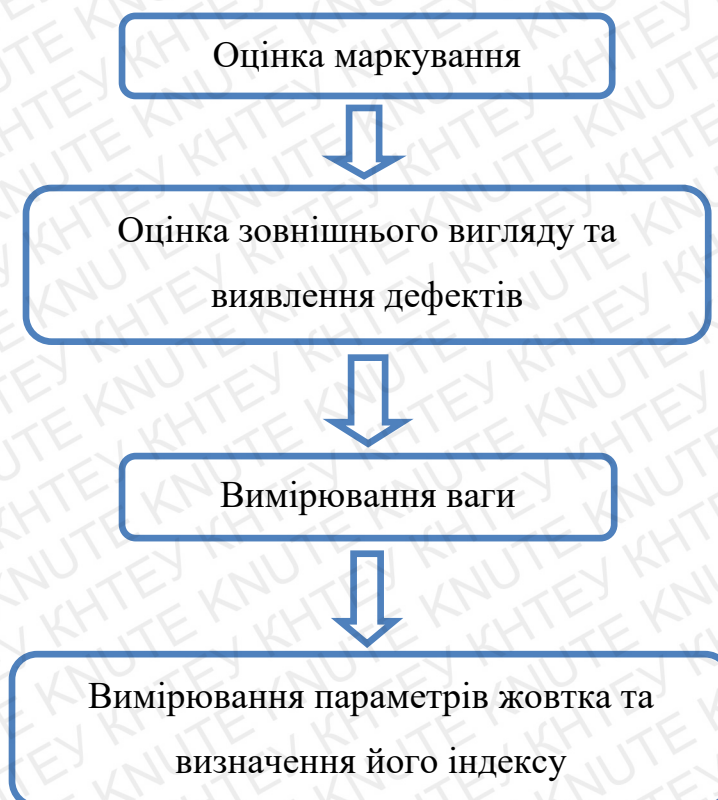 Оцінка маркування
Оцінка зовнішнього вигляду та
виявлення дефектів
Вимірювання ваги
Вимірювання параметрів жовтка та
визначення його індексу